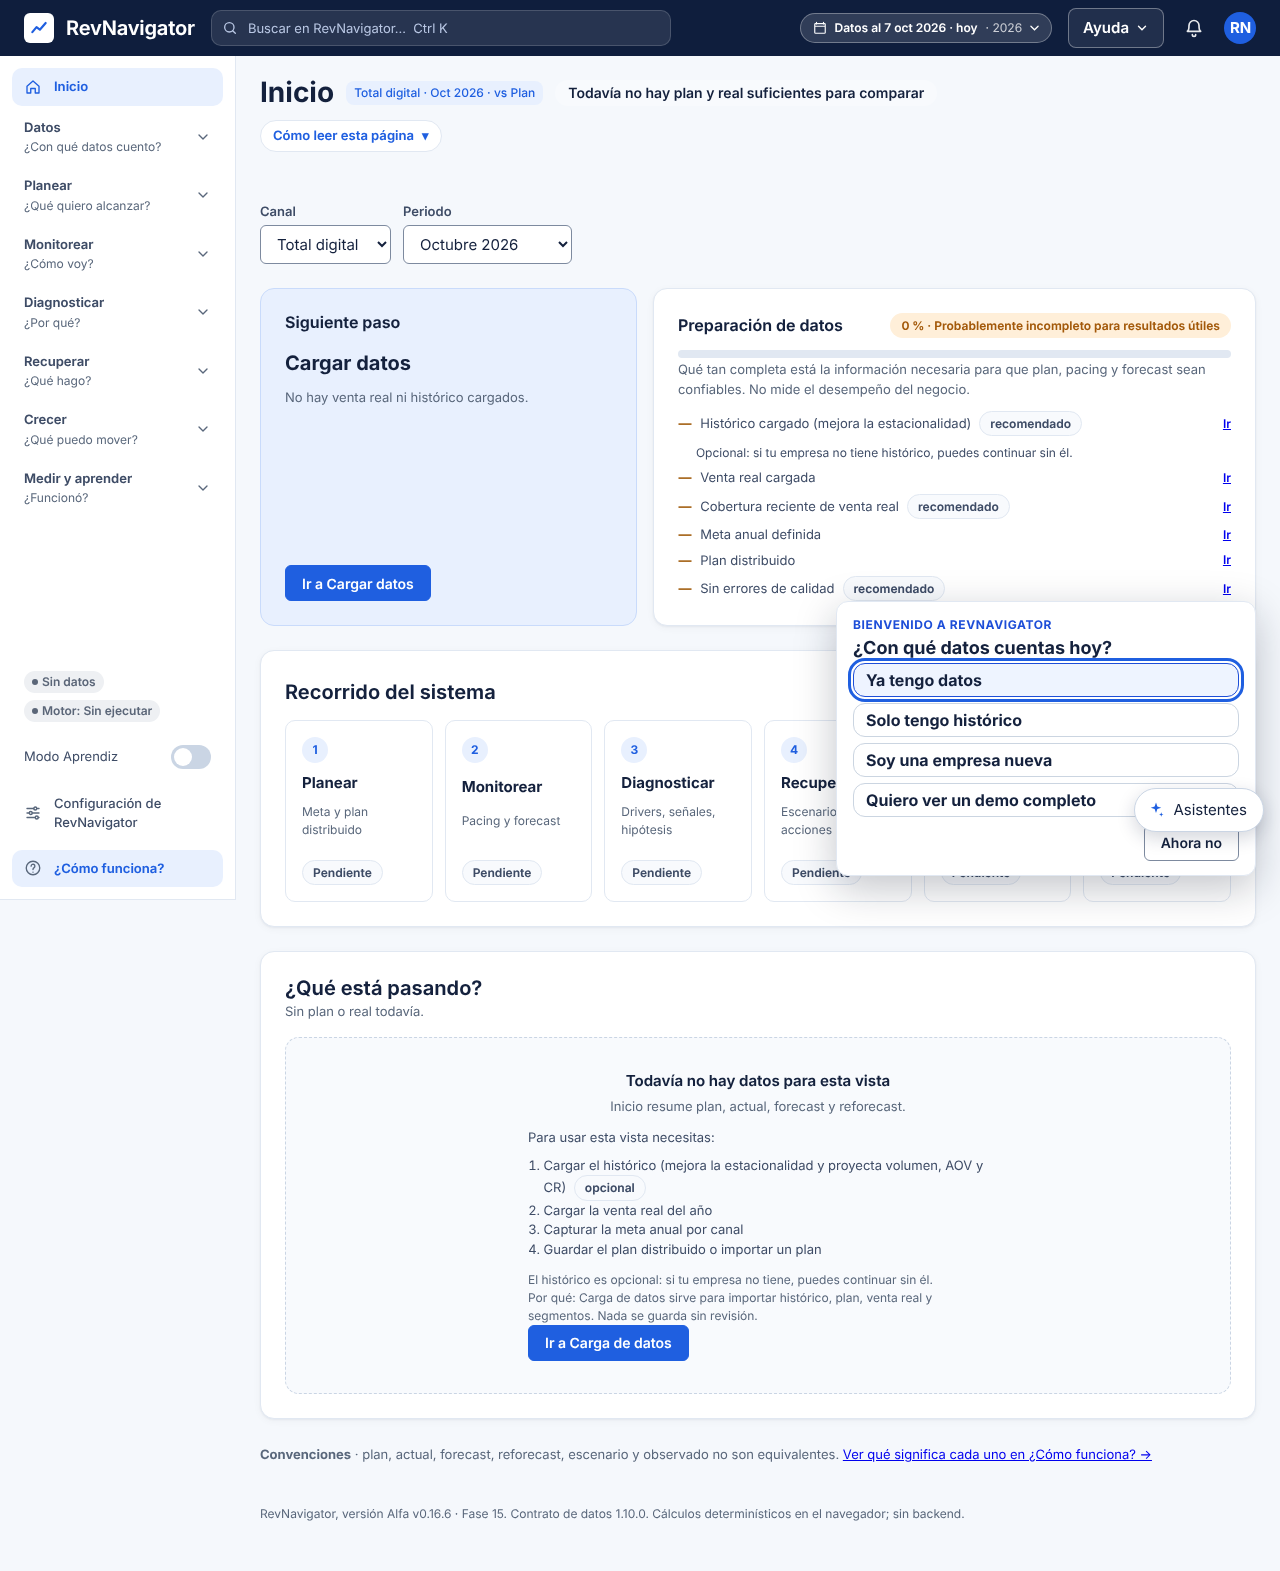 RevNavigator
Buscar en RevNavigator... Ctrl K
Datos al 7 oct 2026 · hoy · 2026
Ayuda
RN
Inicio
Datos
¿Con qué datos cuento?
Planear
¿Qué quiero alcanzar?
Monitorear
¿Cómo voy?
Diagnosticar
¿Por qué?
Recuperar
¿Qué hago?
Crecer
¿Qué puedo mover?
Medir y aprender
¿Funcionó?
Sin datos
Motor: Sin ejecutar
Modo Aprendiz
Configuración de
RevNavigator
¿Cómo funciona?
Inicio
Total digital · Oct 2026 · vs Plan
Todavía no hay plan y real suficientes para comparar
Cómo leer esta página ▾
Canal
Periodo
Total digital
Octubre 2026
Siguiente paso
Cargar datos
No hay venta real ni histórico cargados.
Ir a Cargar datos
Preparación de datos
0 % · Probablemente incompleto para resultados útiles
Qué tan completa está la información necesaria para que plan, pacing y forecast sean
confiables. No mide el desempeño del negocio.
— Histórico cargado (mejora la estacionalidad) recomendado Ir
Opcional: si tu empresa no tiene histórico, puedes continuar sin él.
— Venta real cargada Ir
— Cobertura reciente de venta real recomendado Ir
— Meta anual definida Ir
— Plan distribuido Ir
— Sin errores de calidad recomendado Ir
BIENVENIDO A REVNAVIGATOR
¿Con qué datos cuentas hoy?
Ya tengo datos
Solo tengo histórico
Soy una empresa nueva
Quiero ver un demo completo
Asistentes
Ahora no
Recorrido del sistema
1
Planear
Meta y plan
distribuido
Pendiente
2
Monitorear
Pacing y forecast
Pendiente
3
Diagnosticar
Drivers, señales,
hipótesis
Pendiente
4
acciones
Pendiente
¿Qué está pasando?
Sin plan o real todavía.
Todavía no hay datos para esta vista
Inicio resume plan, actual, forecast y reforecast.
Para usar esta vista necesitas:
1. Cargar el histórico (mejora la estacionalidad y proyecta volumen, AOV y
CR) opcional
2. Cargar la venta real del año
3. Capturar la meta anual por canal
4. Guardar el plan distribuido o importar un plan
El histórico es opcional: si tu empresa no tiene, puedes continuar sin él.
Por qué: Carga de datos sirve para importar histórico, plan, venta real y
segmentos. Nada se guarda sin revisión.
Ir a Carga de datos
Convenciones · plan, actual, forecast, reforecast, escenario y observado no son equivalentes. Ver qué significa cada uno en ¿Cómo funciona? →
RevNavigator, versión Alfa v0.16.6 · Fase 15. Contrato de datos 1.10.0. Cálculos determinísticos en el navegador; sin backend.